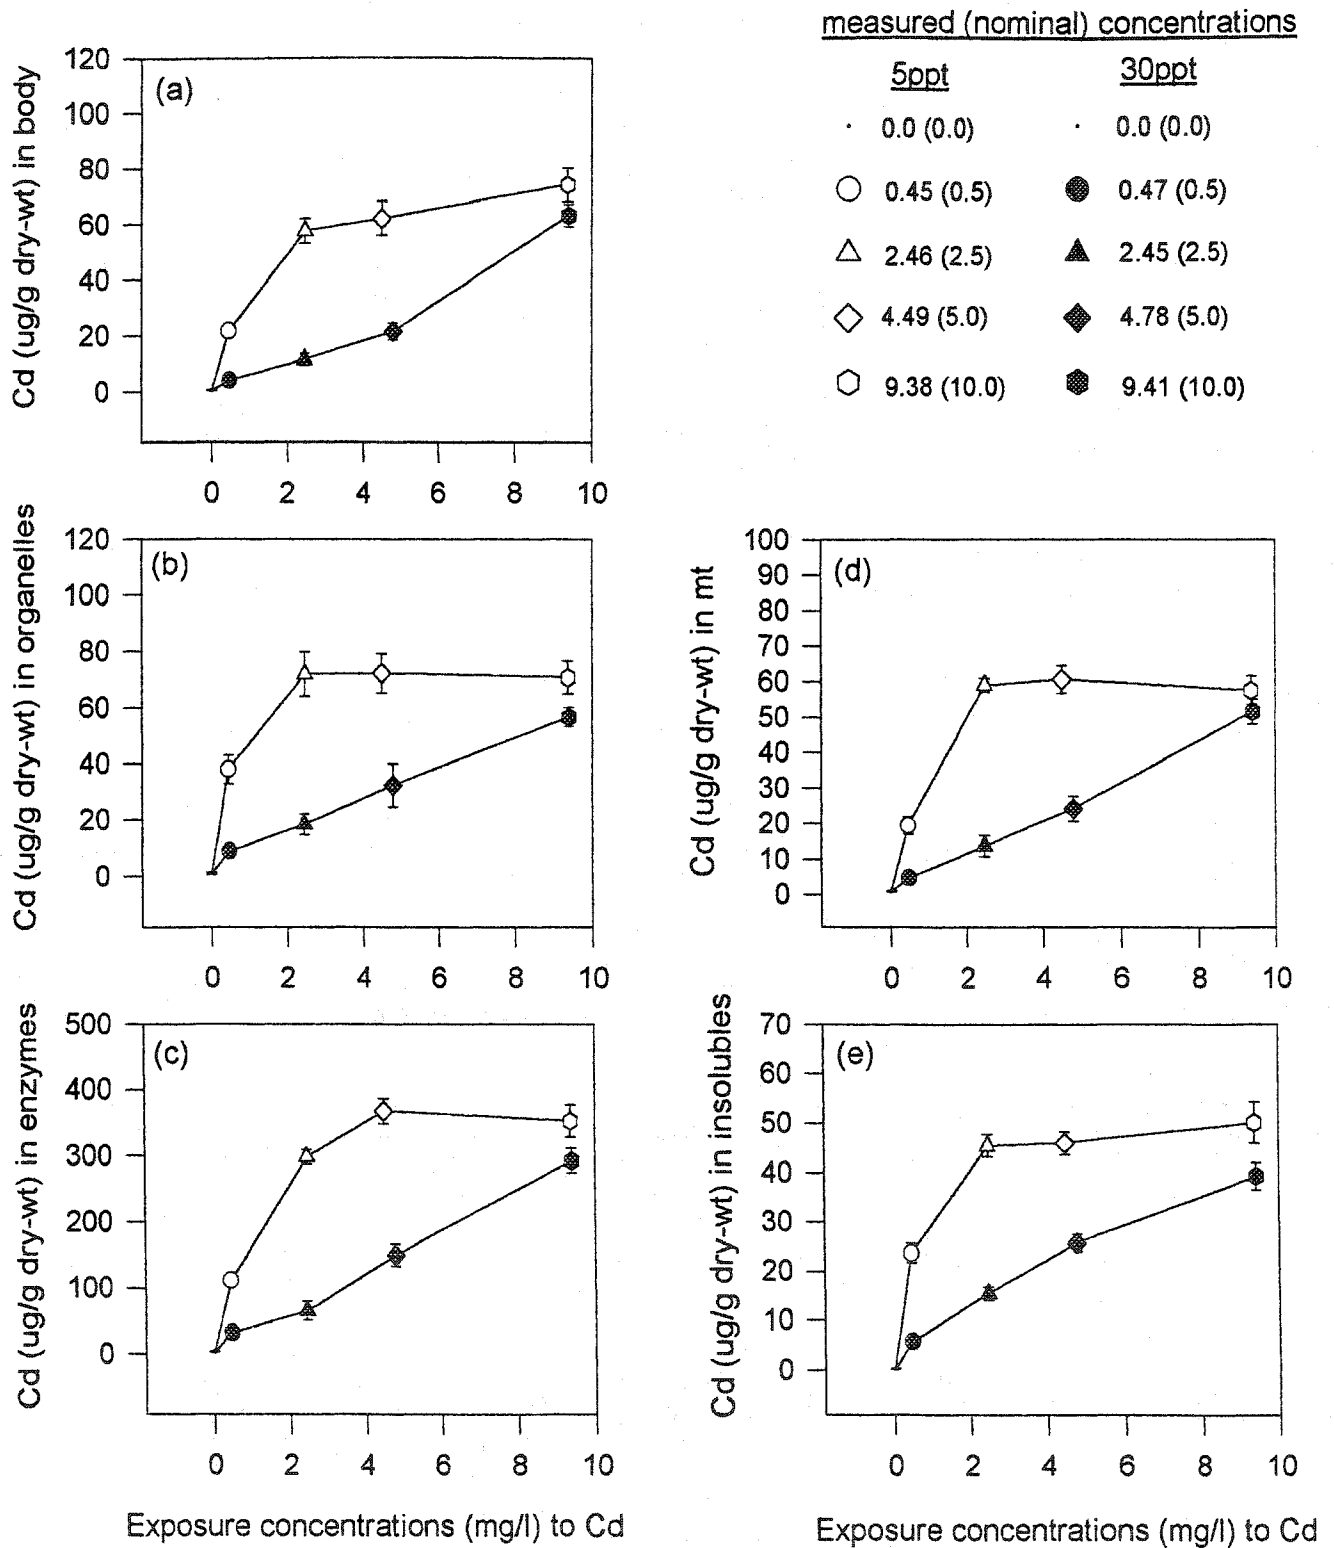 measured (nominal) concentrations
5ppt 30ppt
0.0 (0.0) 0.0 (0.0)
0.45 (0.5) 0.47 (0.5)
2.46 (2.5) 2.45 (2.5)
4.49 (5.0) 4.78 (5.0)
9.38 (10.0) 9.41 (10.0)
(a)
Cd (ug/g dry-wt) in body
120
100
80
60
40
20
0
0 2 4 6 8 10
(b)
Cd (ug/g dry-wt) in organelles
120
100
80
60
40
20
0
0 2 4 6 8 10
(d)
Cd (ug/g dry-wt) in mt
100
90
80
70
60
50
40
30
20
10
0
0 2 4 6 8 10
(c)
Cd (ug/g dry-wt) in enzymes
500
400
300
200
100
0
0 2 4 6 8 10
Exposure concentrations (mg/l) to Cd
(e)
Cd (ug/g dry-wt) in insolubles
70
60
50
40
30
20
10
0
0 2 4 6 8 10
Exposure concentrations (mg/l) to Cd